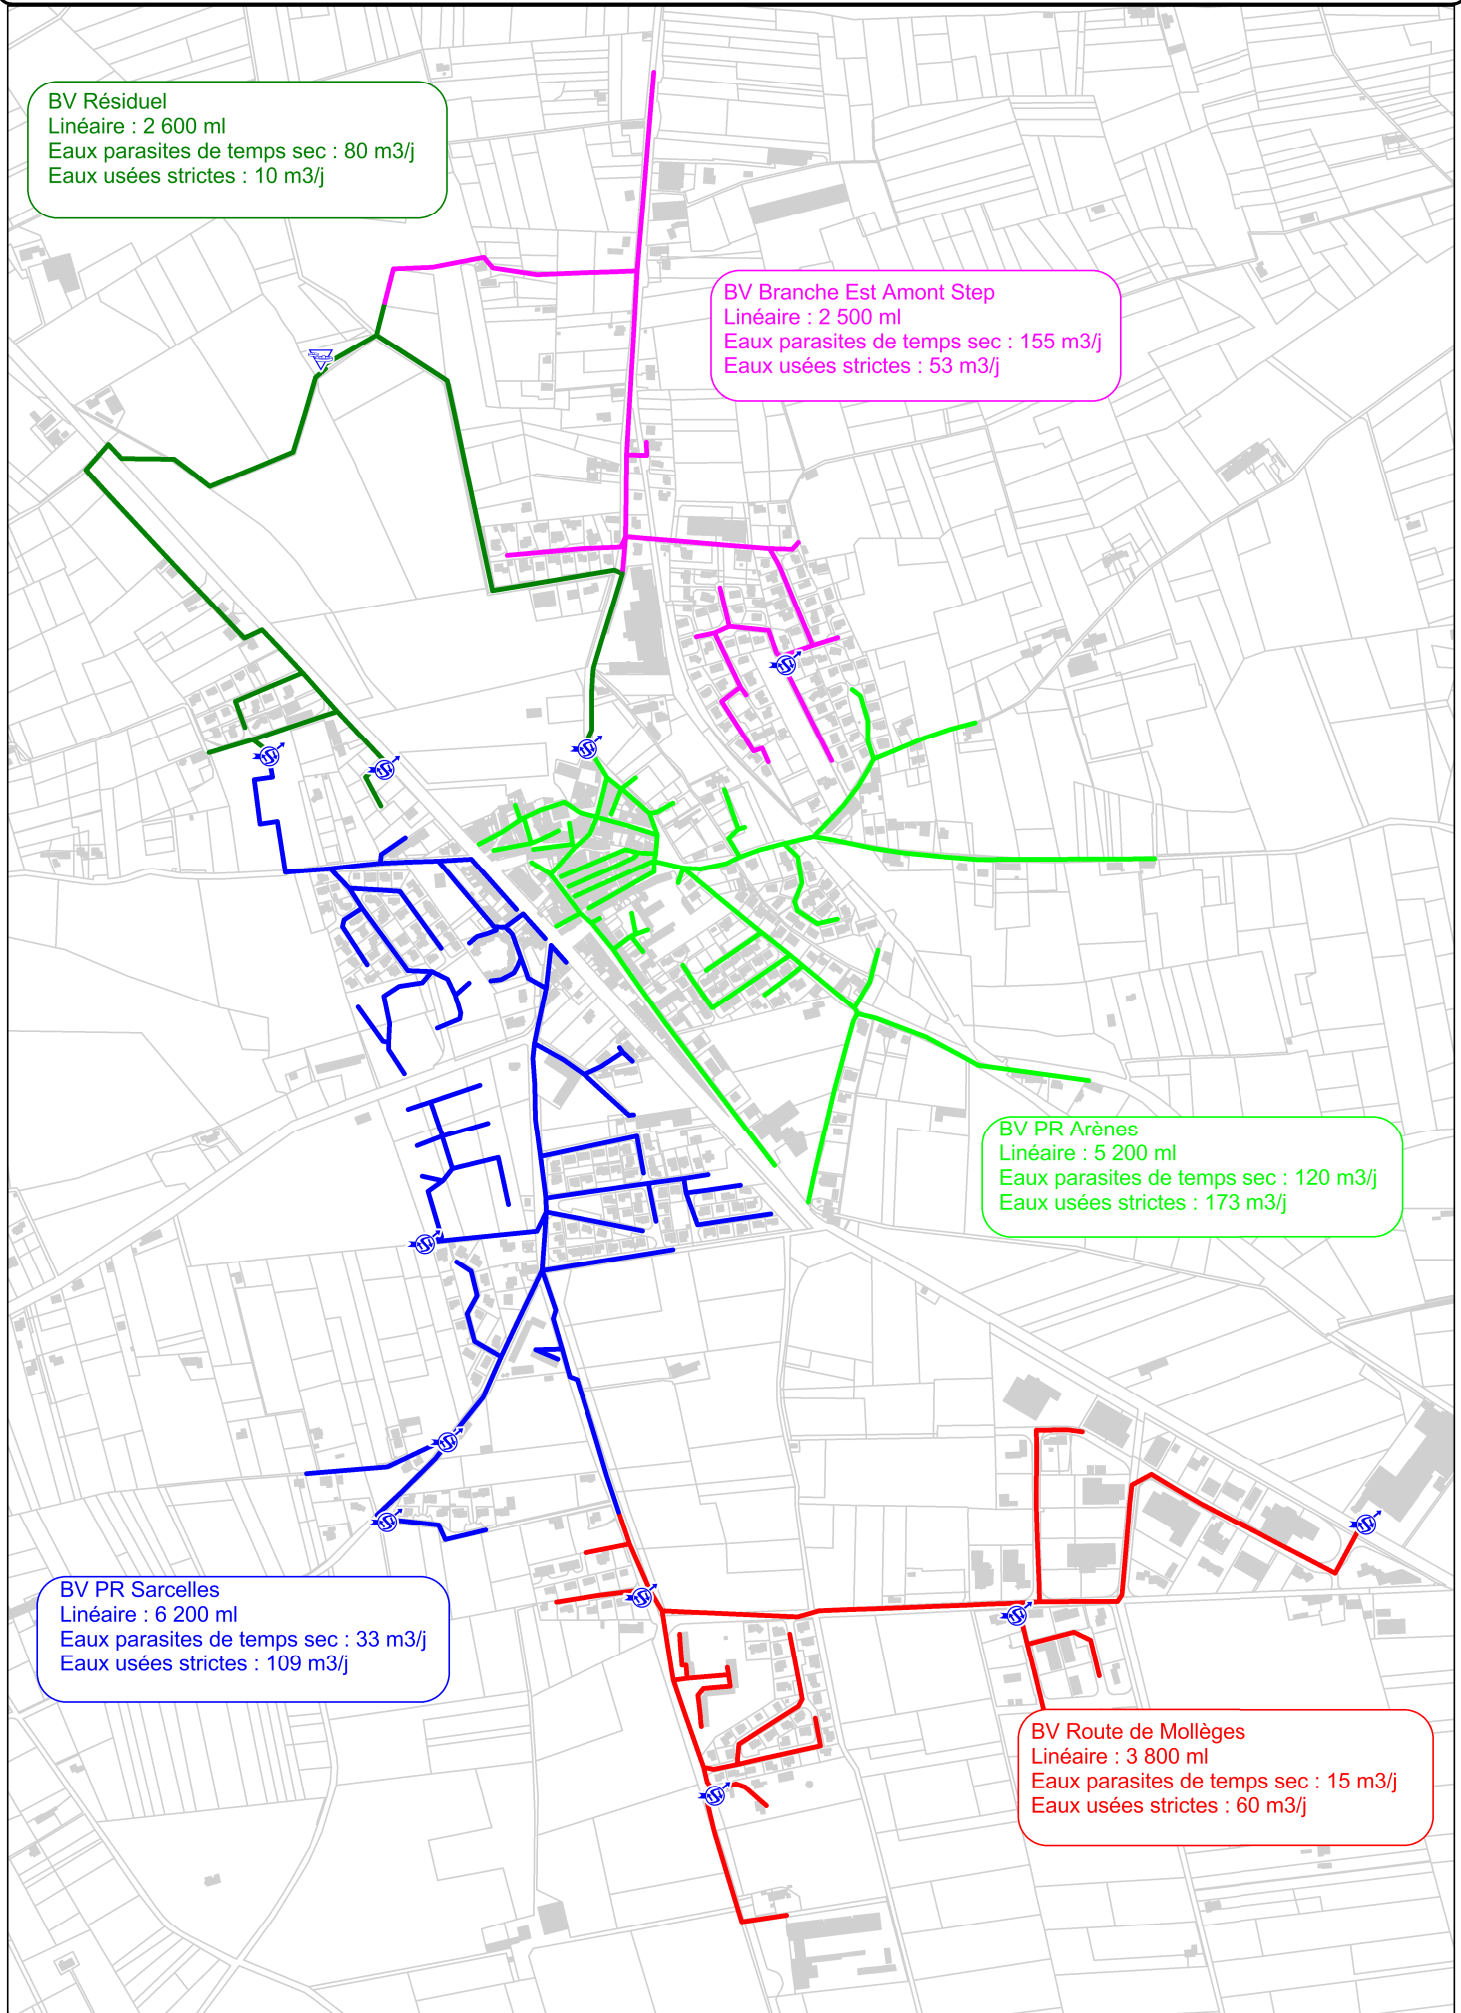 BV Résiduel
Linéaire : 2 600 ml
Eaux parasites de temps sec : 80 m3/j
Eaux usées strictes : 10 m3/j
BV Branche Est Amont Step
Linéaire : 2 500 ml
Eaux parasites de temps sec : 155 m3/j
Eaux usées strictes : 53 m3/j
BV PR Arènes
Linéaire : 5 200 ml
Eaux parasites de temps sec : 120 m3/j
Eaux usées strictes : 173 m3/j
BV PR Sarcelles
Linéaire : 6 200 ml
Eaux parasites de temps sec : 33 m3/j
Eaux usées strictes : 109 m3/j
BV Route de Mollèges
Linéaire : 3 800 ml
Eaux parasites de temps sec : 15 m3/j
Eaux usées strictes : 60 m3/j